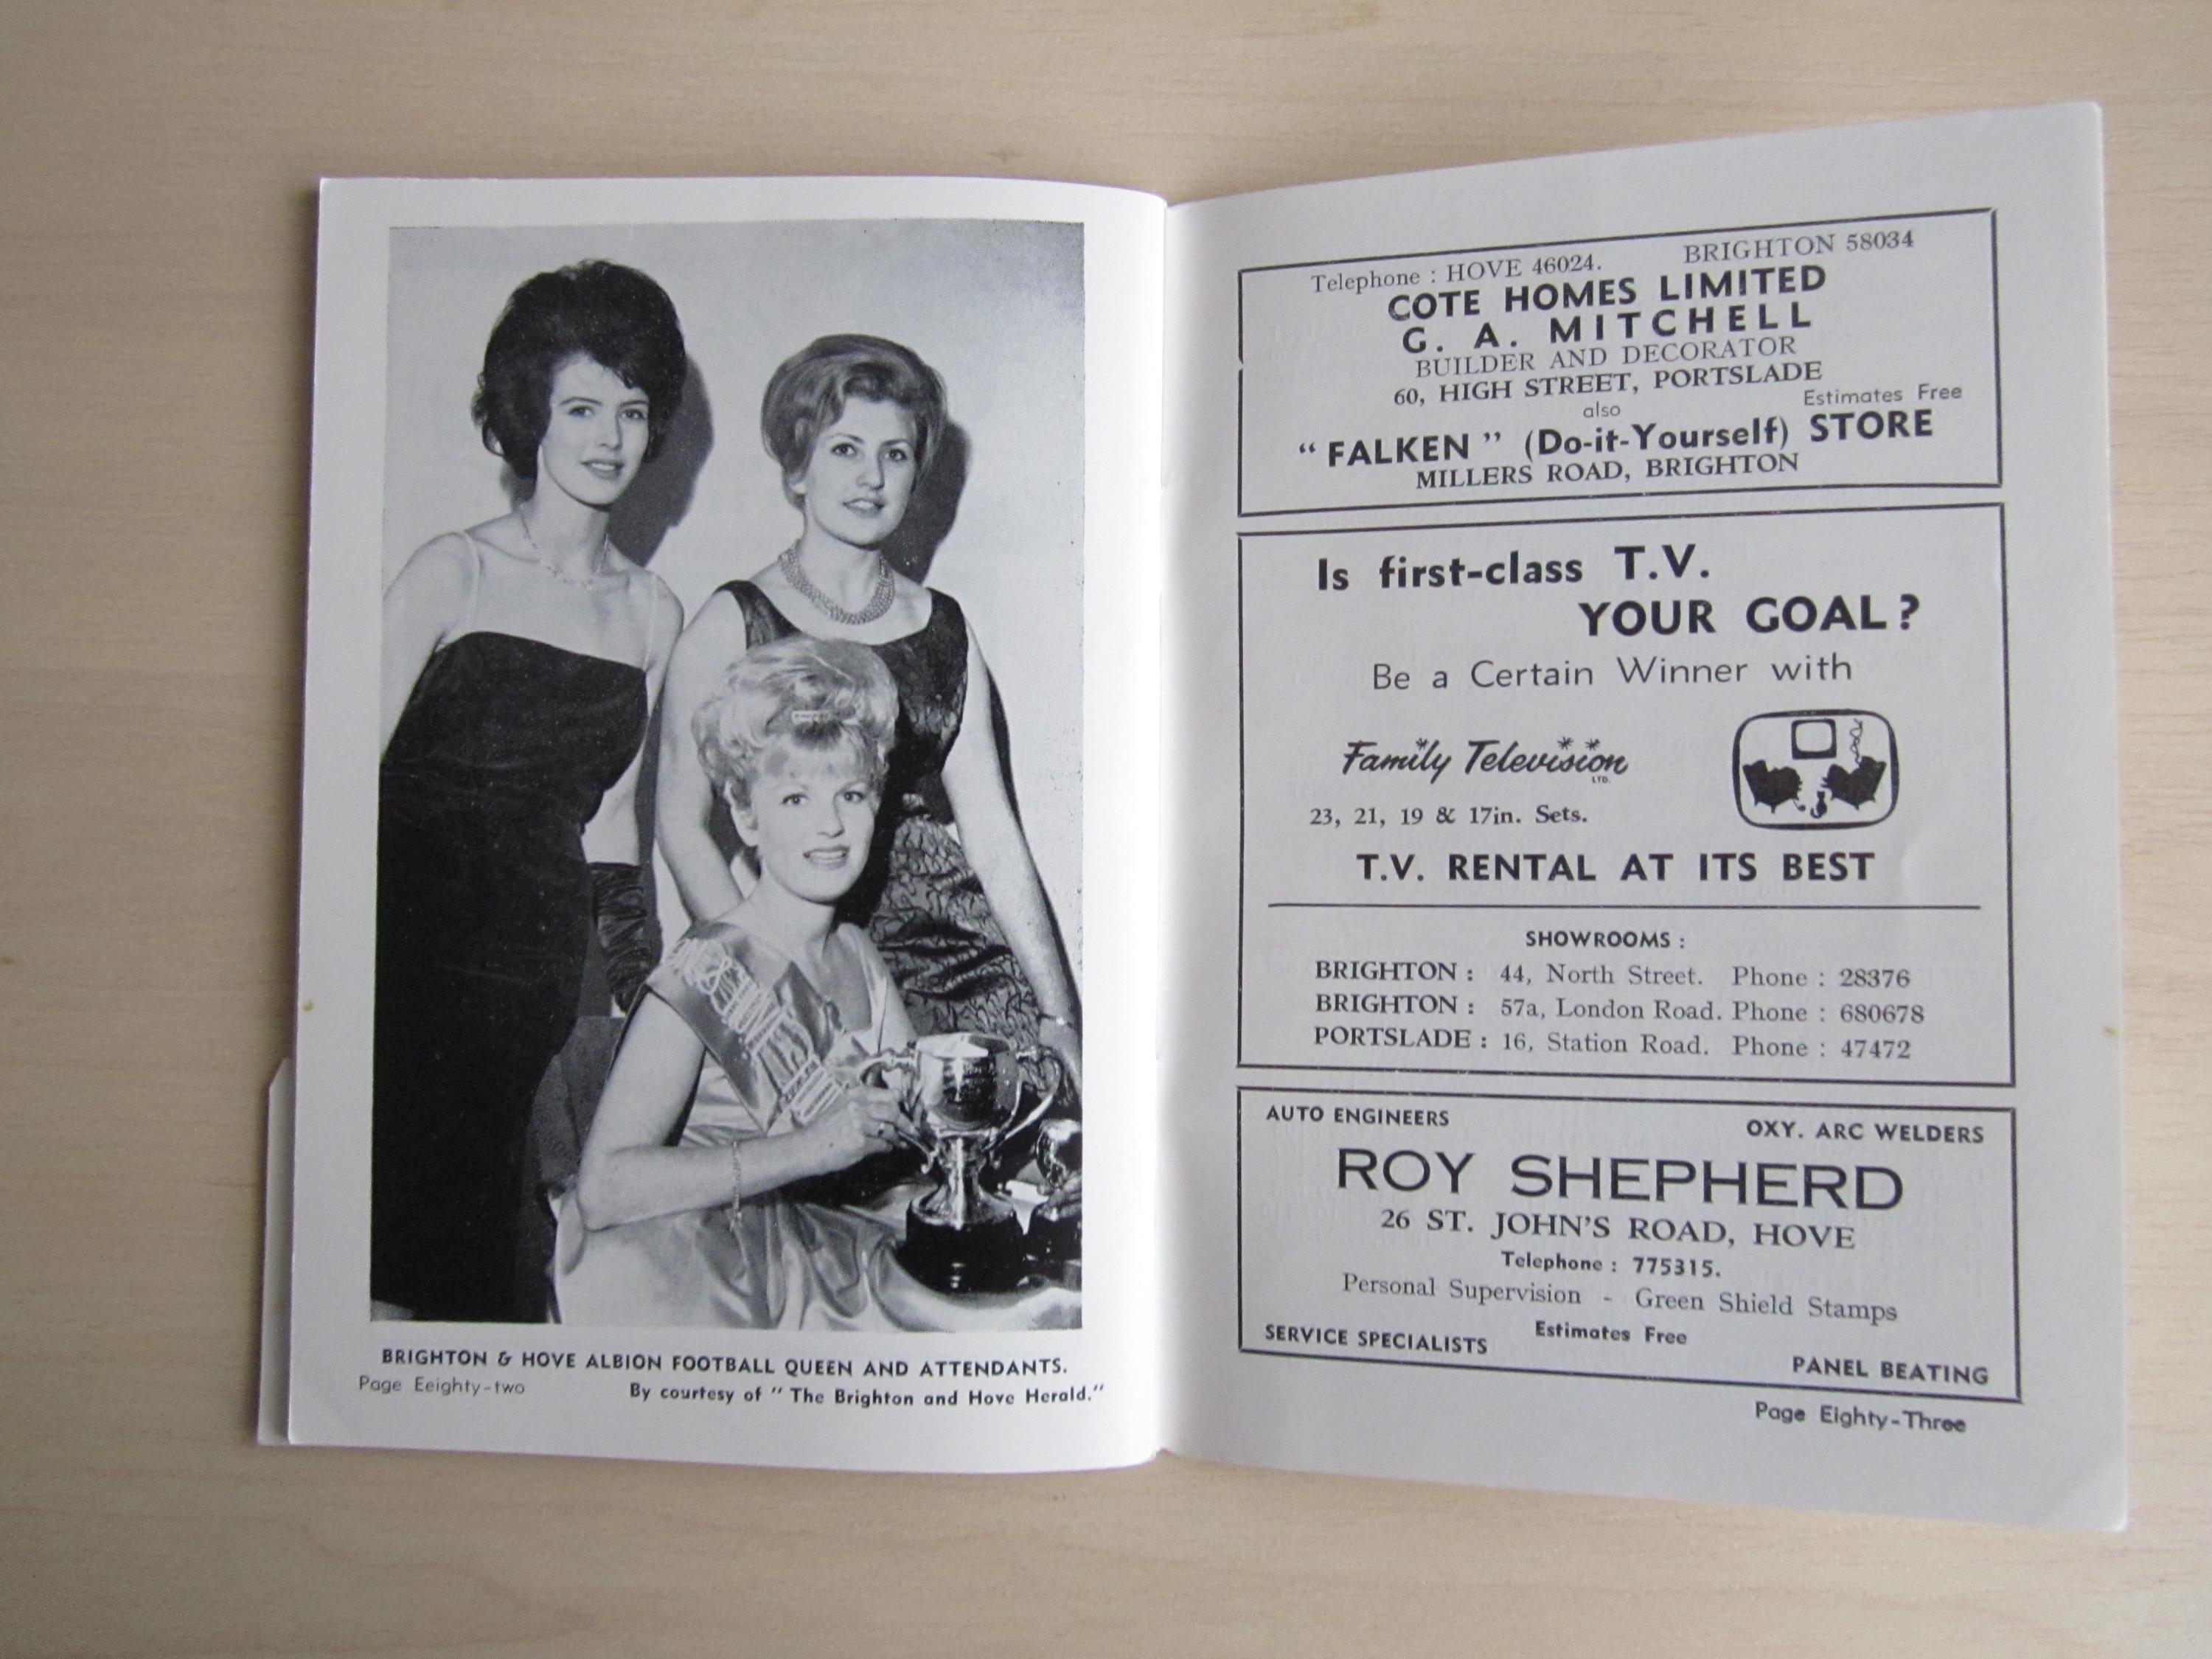 BRIGHTON & HOVE ALBION FOOTBALL QUEEN AND ATTENDANTS.
Page Eeighty-two
By courtesy of "The Brighton and Hove Herald."
Telephone : HOVE 46024. BRIGHTON 58034
COTE HOMES LIMITED
G. A. MITCHELL
BUILDER AND DECORATOR
60, HIGH STREET, PORTSLADE
Estimates Free
also
"FALKEN" (Do-it-Yourself) STORE
MILLERS ROAD, BRIGHTON
Is first-class T.V.
YOUR GOAL?
Be a Certain Winner with
Family Television
LTD.
23, 21, 19 & 17in. Sets.
T.V. RENTAL AT ITS BEST
SHOWROOMS :
BRIGHTON : 44, North Street. Phone : 28376
BRIGHTON : 57a, London Road. Phone : 680678
PORTSLADE : 16, Station Road. Phone : 47472
AUTO ENGINEERS OXY. ARC WELDERS
ROY SHEPHERD
26 ST. JOHN'S ROAD, HOVE
Telephone : 775315.
Personal Supervision - Green Shield Stamps
Estimates Free
SERVICE SPECIALISTS PANEL BEATING
Page Eighty-Three